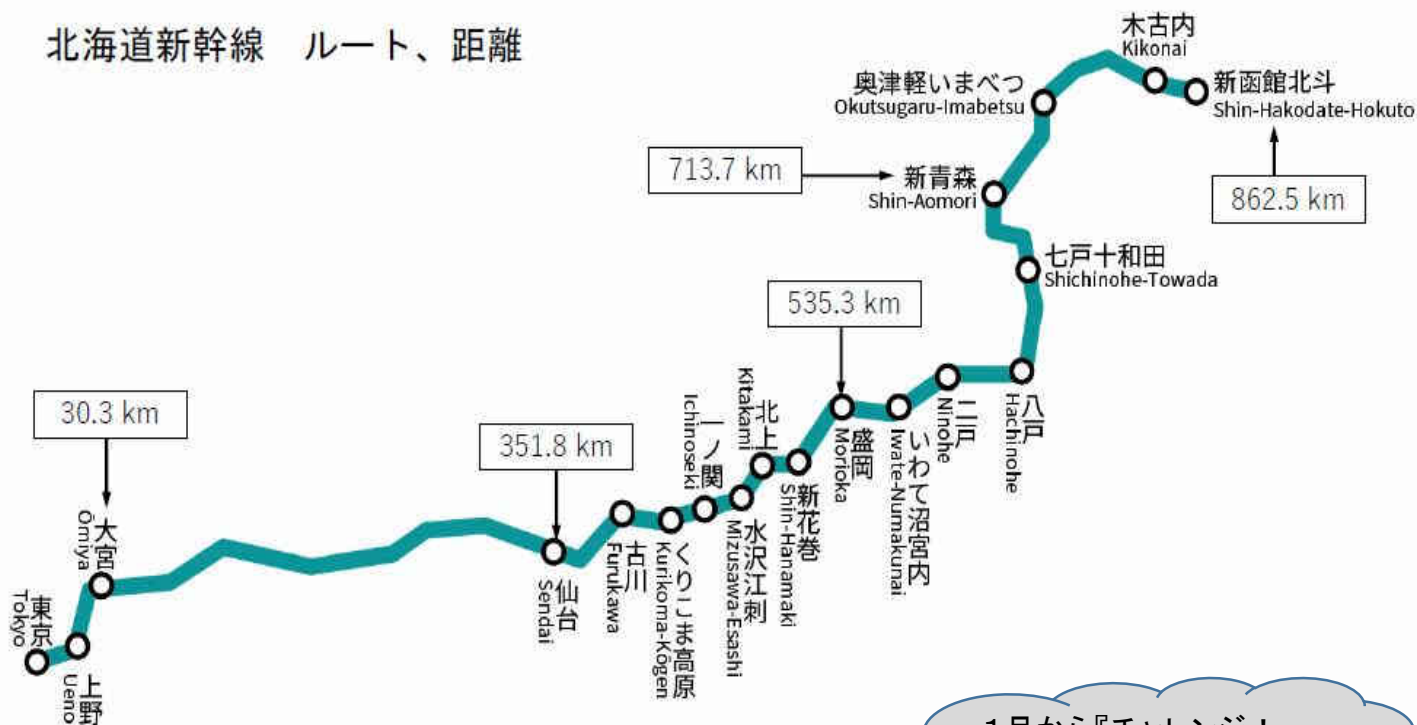 北海道新幹線　ルート、距離
木古内
Kikonai
奥津軽いまべつ
Okutsugaru-Imabetsu
新函館北斗
Shin-Hakodate-Hokuto
713.7 km
新青森
Shin-Aomori
862.5 km
七戸十和田
Shichinohe-Towada
535.3 km
30.3 km
351.8 km
八戸
Hachinohe
二戸
Ninohe
いわて沼宮内
Iwate-Numakunai
盛岡
Morioka
新花巻
Shin-Hanamaki
北上
Kitakami
水沢江刺
Mizusawa-Esashi
一ノ関
Ichinoseki
くりこま高原
Kurikoma-Kōgen
古川
Furukawa
仙台
Sendai
大宮
Ōmiya
上野
Ueno
東京
Tokyo